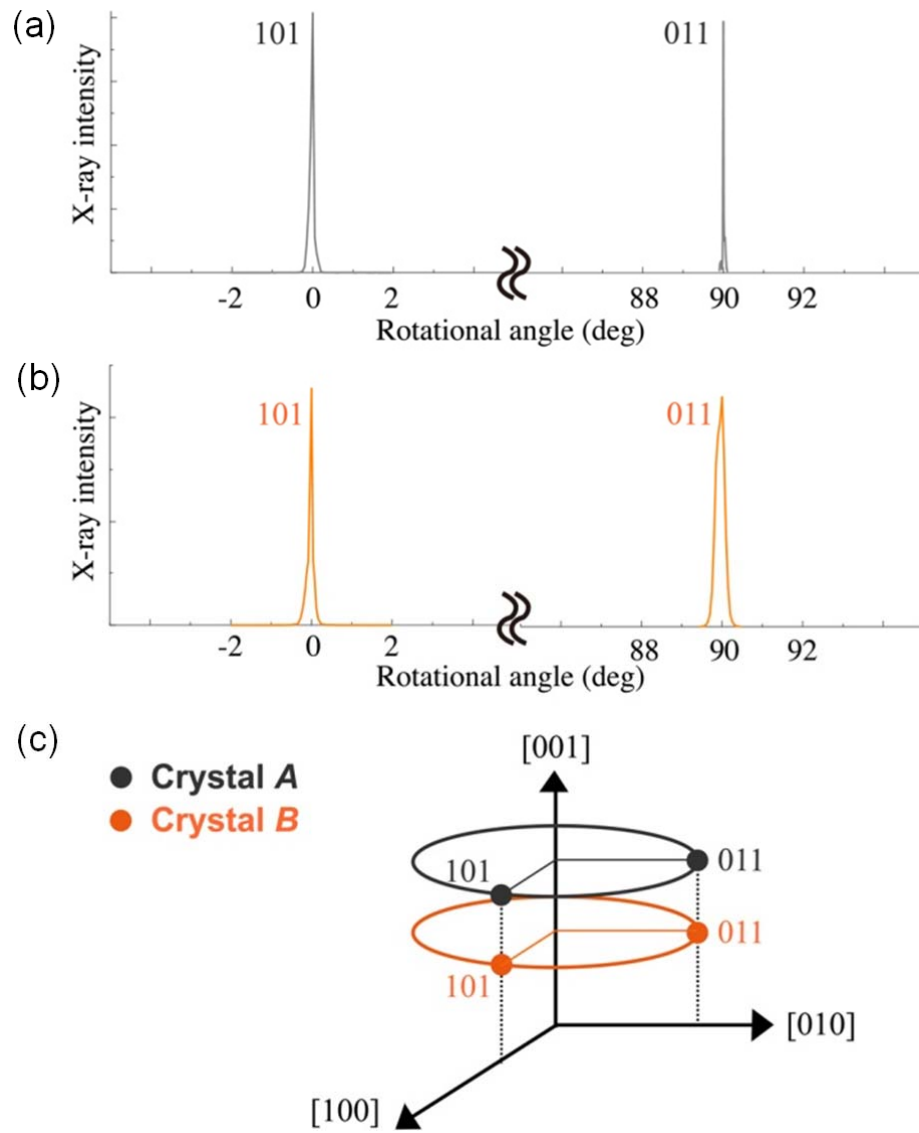 (a)
101
011
X-ray intensity
-2 0 2 88 90 92
Rotational angle (deg)
(b)
101
011
X-ray intensity
-2 0 2 88 90 92
Rotational angle (deg)
(c)
[001]
Crystal A
Crystal B
101
011
011
101
[010]
[100]